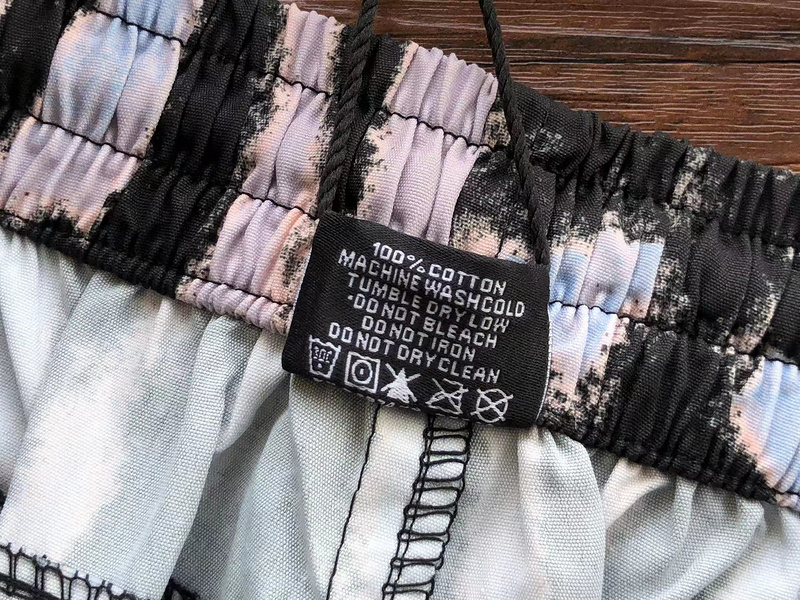 100% COTTON
MACHINE WASH COLD
TUMBLE DRY LOW
·DO NOT BLEACH
DO NOT IRON
DO NOT DRY CLEAN